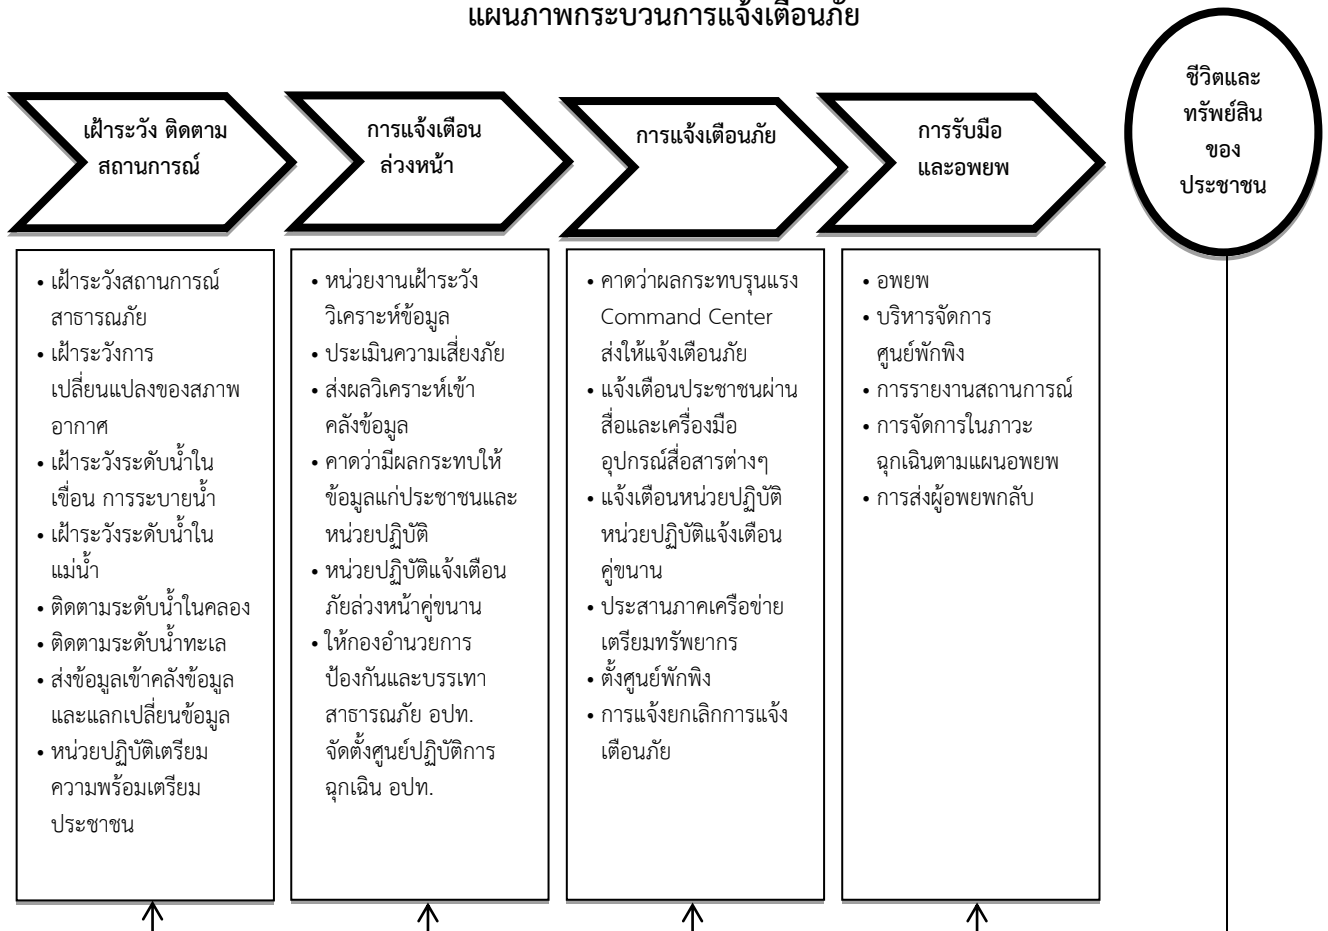 แผนภาพกระบวนการแจ้งเตือนภัย
เฝ้าระวัง ติดตาม
สถานการณ์
การแจ้งเตือน
ล่วงหน้า
การแจ้งเตือนภัย
การรับมือ
และอพยพ
ชีวิตและ
ทรัพย์สิน
ของ
ประชาชน
• เฝ้าระวังสถานการณ์
สาธารณภัย
• เฝ้าระวังการ
เปลี่ยนแปลงของสภาพ
อากาศ
• เฝ้าระวังระดับน้ำใน
เขื่อน การระบายน้ำ
• เฝ้าระวังระดับน้ำใน
แม่น้ำ
• ติดตามระดับน้ำในคลอง
• ติดตามระดับน้ำทะเล
• ส่งข้อมูลเข้าคลังข้อมูล
และแลกเปลี่ยนข้อมูล
• หน่วยปฏิบัติเตรียม
ความพร้อมเตรียม
ประชาชน
• หน่วยงานเฝ้าระวัง
วิเคราะห์ข้อมูล
• ประเมินความเสี่ยงภัย
• ส่งผลวิเคราะห์เข้า
คลังข้อมูล
• คาดว่ามีผลกระทบให้
ข้อมูลแก่ประชาชนและ
หน่วยปฏิบัติ
• หน่วยปฏิบัติแจ้งเตือน
ภัยล่วงหน้าคู่ขนาน
• ให้กองอำนวยการ
ป้องกันและบรรเทา
สาธารณภัย อปท.
จัดตั้งศูนย์ปฏิบัติการ
ฉุกเฉิน อปท.
• คาดว่าผลกระทบรุนแรง
Command Center
ส่งให้แจ้งเตือนภัย
• แจ้งเตือนประชาชนผ่าน
สื่อและเครื่องมือ
อุปกรณ์สื่อสารต่างๆ
• แจ้งเตือนหน่วยปฏิบัติ
หน่วยปฏิบัติแจ้งเตือน
คู่ขนาน
• ประสานภาคเครือข่าย
เตรียมทรัพยากร
• ตั้งศูนย์พักพิง
• การแจ้งยกเลิกการแจ้ง
เตือนภัย
• อพยพ
• บริหารจัดการ
ศูนย์พักพิง
• การรายงานสถานการณ์
• การจัดการในภาวะ
ฉุกเฉินตามแผนอพยพ
• การส่งผู้อพยพกลับ